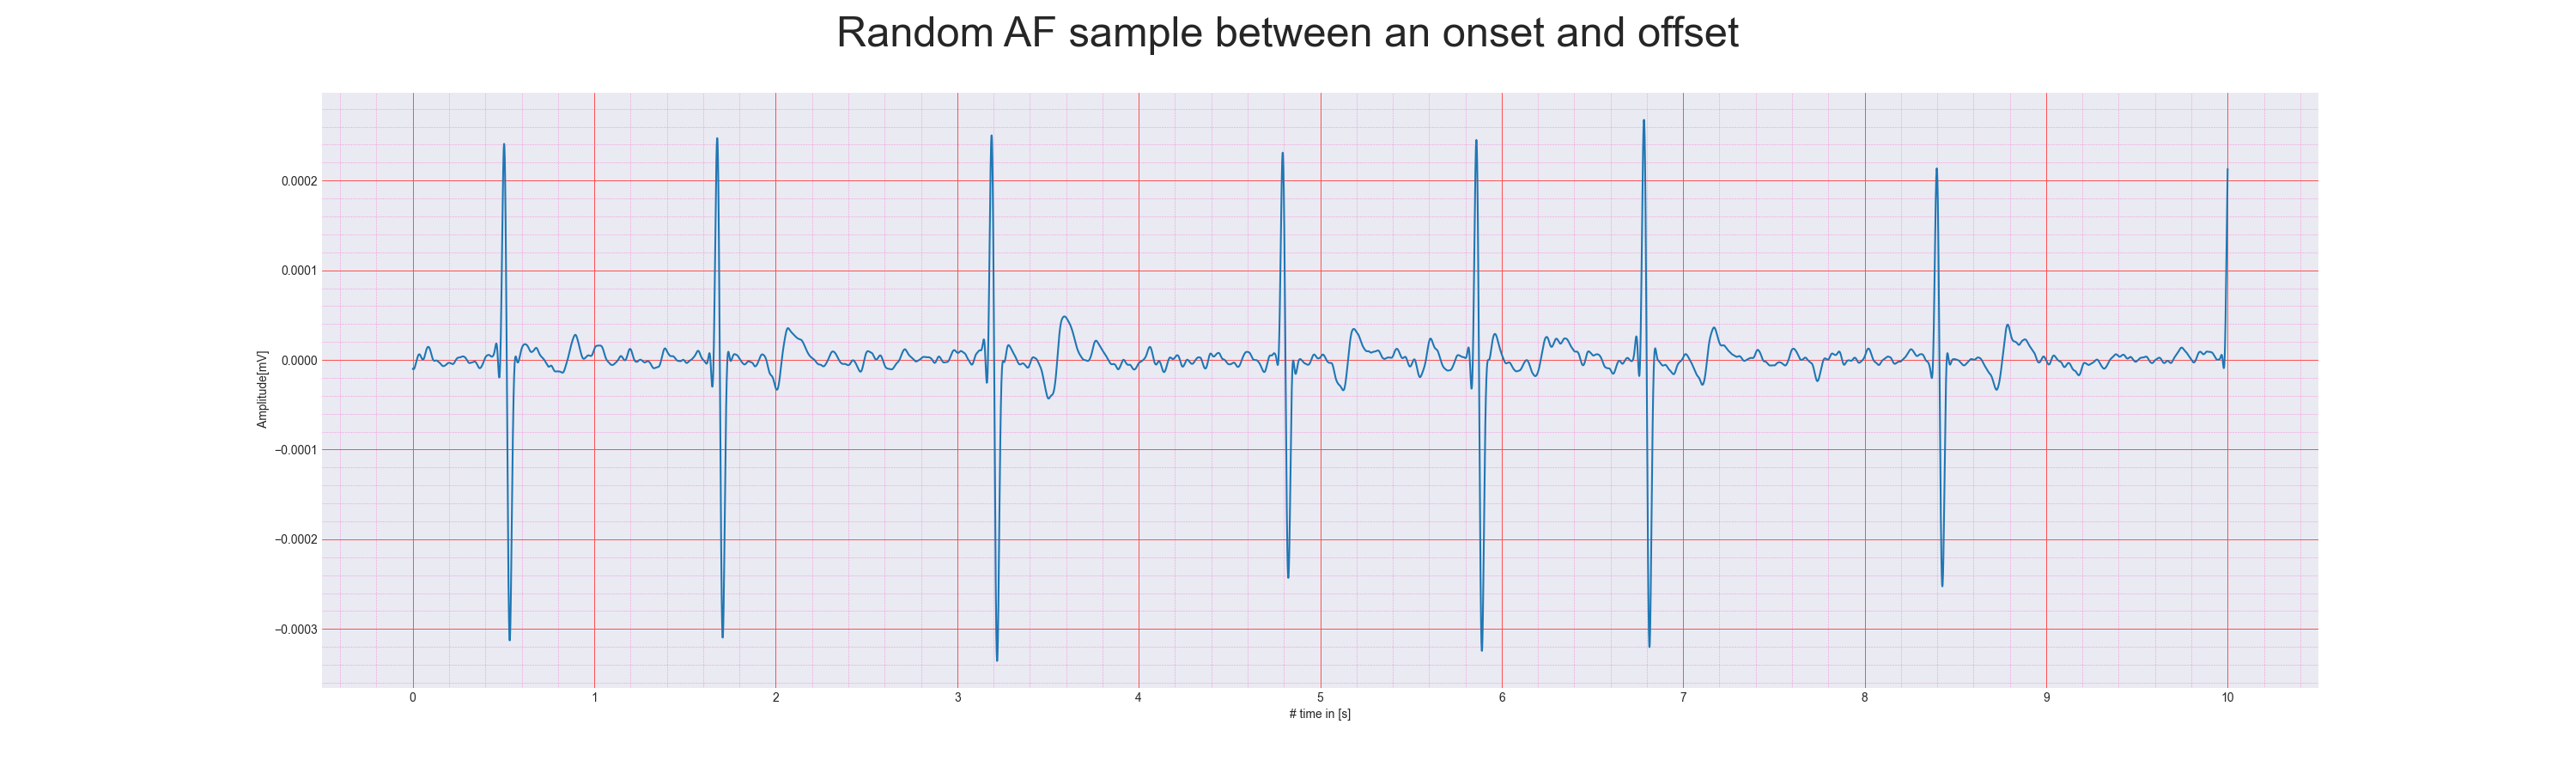 Random AF sample between an onset and offset
0.0002
0.0001
0.0000
−0.0001
−0.0002
−0.0003
Amplitude[mV]
0 1 2 3 4 5 6 7 8 9 10
# time in [s]